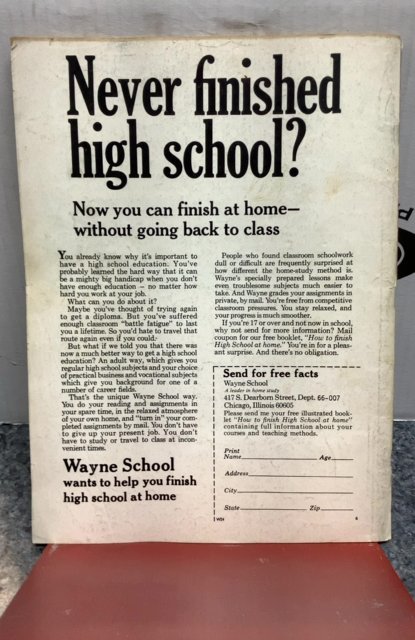 Never finished
high school?
Now you can finish at home—
without going back to class
You already know why it's important to
have a high school education. You've
probably learned the hard way that it can
be a mighty big handicap when you don't
have enough education — no matter how
hard you work at your job.
What can you do about it?
Maybe you've thought of trying again
to get a diploma. But you've suffered
enough classroom "battle fatigue" to last
you a lifetime. So you'd hate to travel that
route again even if you could.
But what if we told you that there was
now a much better way to get a high school
education? An adult way, which gives you
regular high school subjects and your choice
of practical business and vocational subjects
which give you background for one of a
number of career fields.
That's the unique Wayne School way.
You do your reading and assignments in
your spare time, in the relaxed atmosphere
of your own home, and "turn in" your com-
pleted assignments by mail. You don't have
to give up your present job. You don't
have to study or travel to class at incon-
venient times.
Wayne School
wants to help you finish
high school at home
People who found classroom schoolwork
dull or difficult are frequently surprised at
how different the home-study method is.
Wayne's specially prepared lessons make
even troublesome subjects much easier to
take. And Wayne grades your assignments in
private, by mail. You're free from competitive
classroom pressures. You stay relaxed, and
your progress is much smoother.
If you're 17 or over and not now in school,
why not send for more information? Mail
coupon for our free booklet, "How to finish
High School at home." You're in for a pleas-
ant surprise. And there's no obligation.
Send for free facts
Wayne School
A leader in home study
417 S. Dearborn Street, Dept. 66-007
Chicago, Illinois 60605
Please send me your free illustrated book-
let "How to finish High School at home"
containing full information about your
courses and teaching methods.
Print
Name Age
Address
City
State Zip